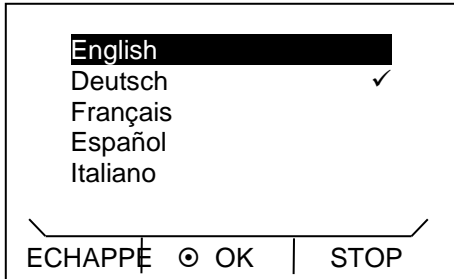 English
Deutsch ✓
Français
Español
Italiano
ECHAPPE ⊙ OK STOP